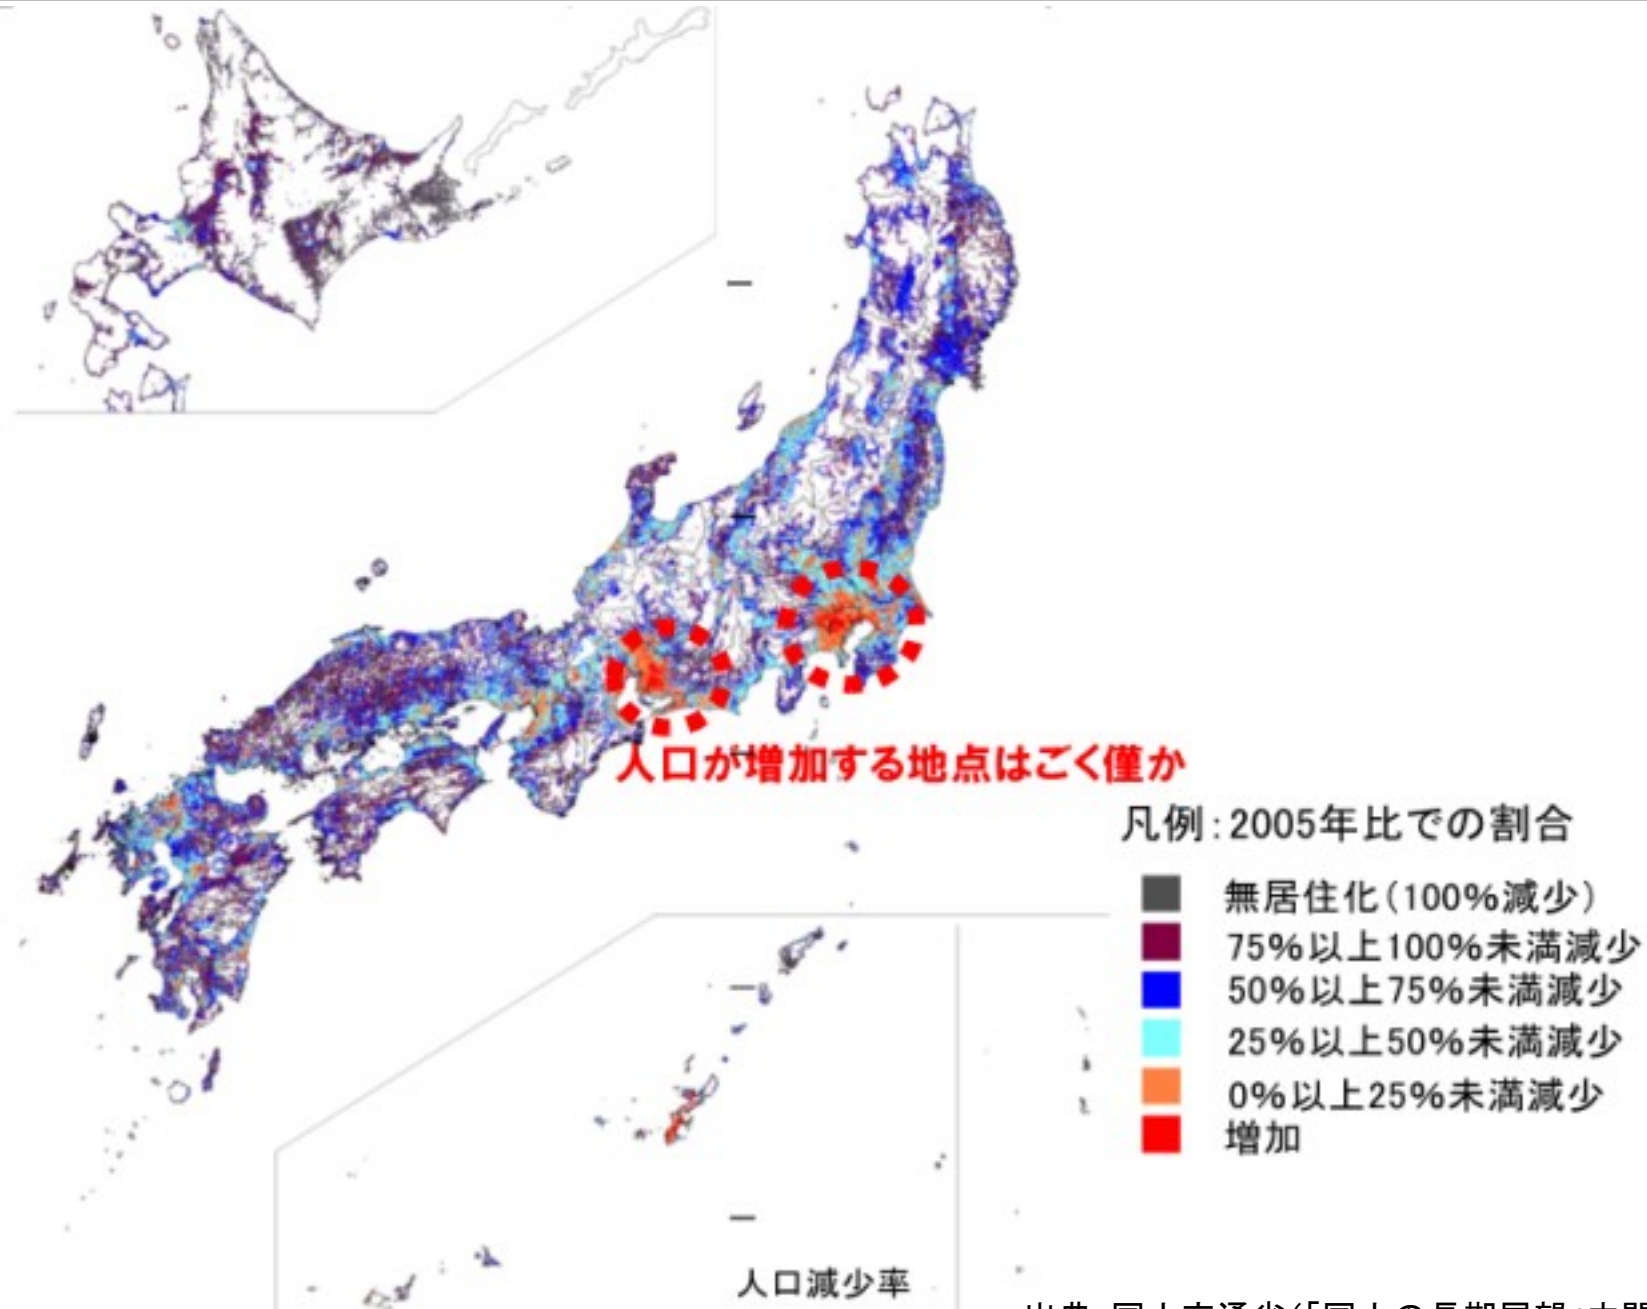 人口が増加する地点はごく僅か
凡例：2005年比での割合
無居住化（100%減少）
75%以上100%未満減少
50%以上75%未満減少
25%以上50%未満減少
0%以上25%未満減少
増加
人口減少率